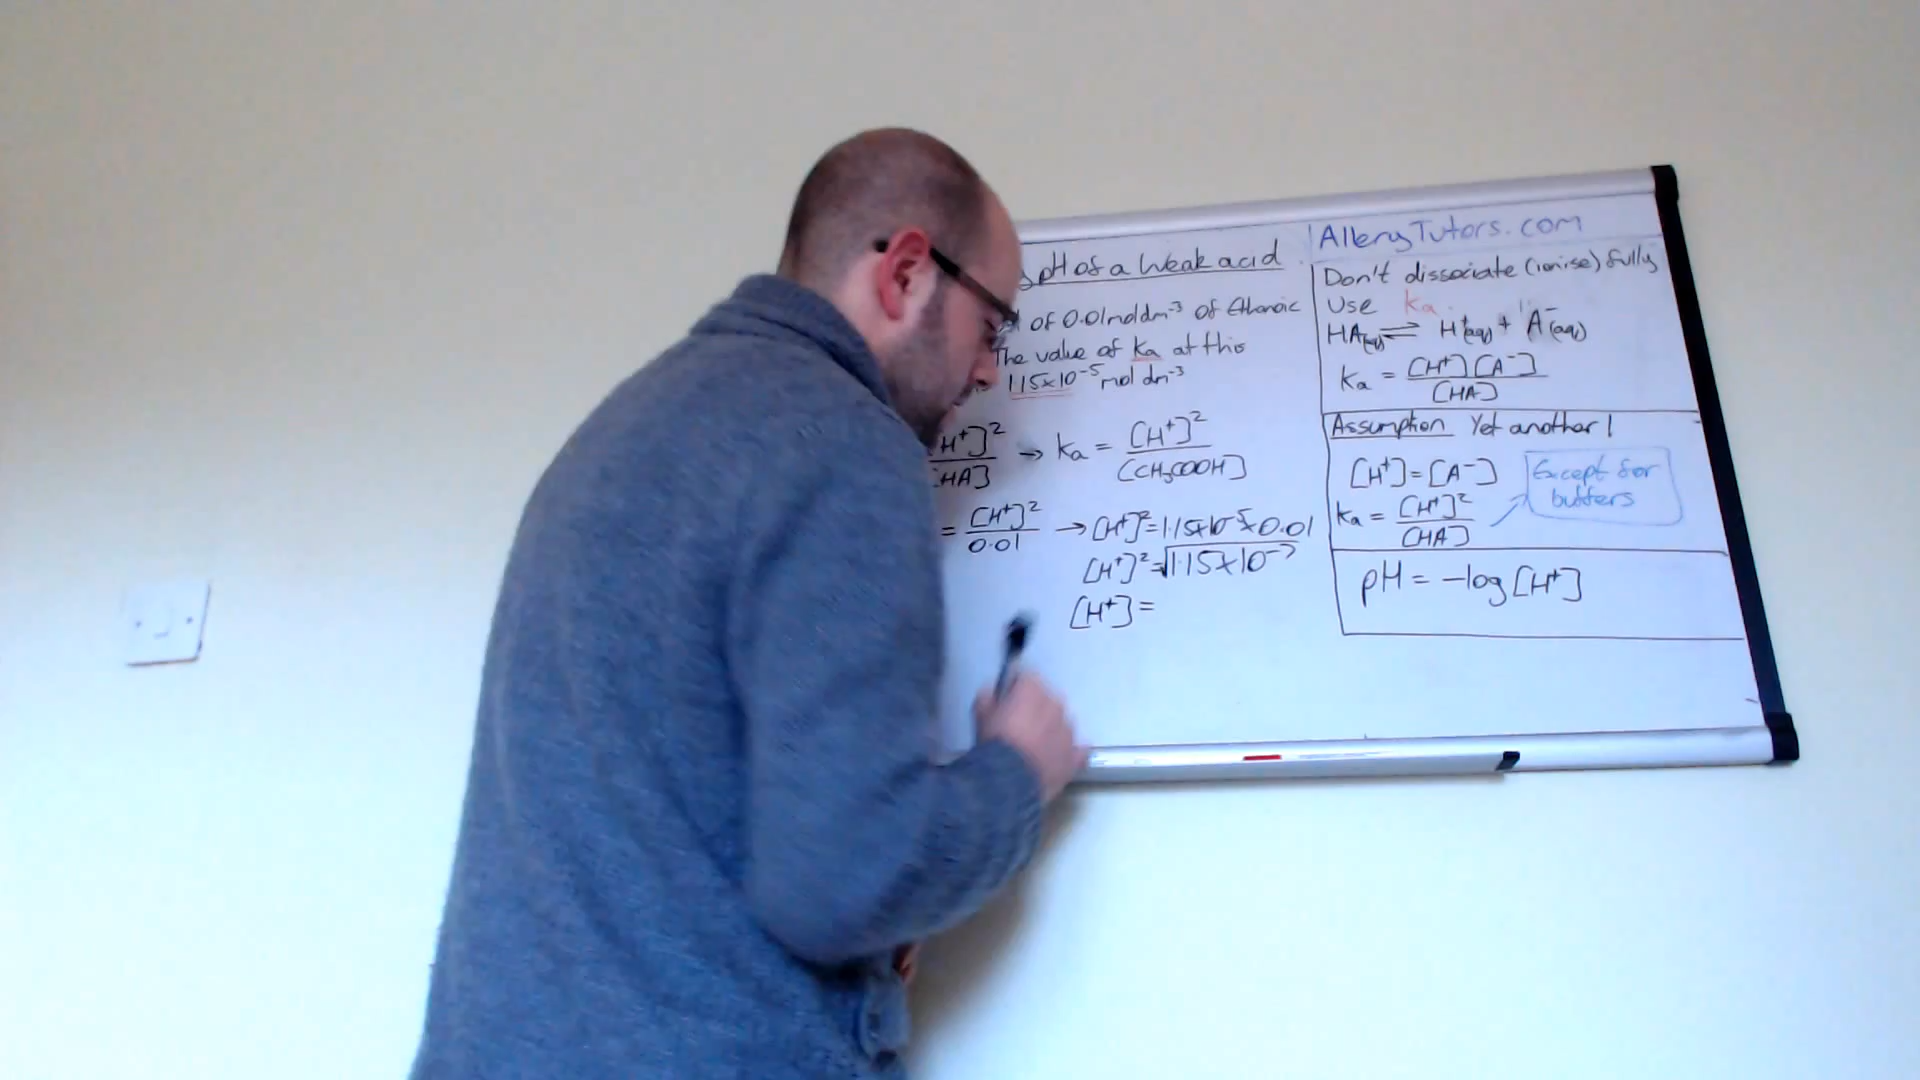 pH of a Weak acid
of 0.01moldm⁻³ of Ethanoic
The value of Ka at this
1.15x10⁻⁵ mol dm⁻³
[H⁺]² / [HA] → Ka = [H⁺]² / [CH₃COOH]
= [H⁺]² / 0.01 → [H⁺]² = 1.15x10⁻⁵ x 0.01
[H⁺]² = √1.15x10⁻⁷
[H⁺] =
AlleryTutors.com
Don't dissociate (ionise) fully
Use Ka
HA(aq) ⇌ H⁺(aq) + A⁻(aq)
Ka = [H⁺][A⁻] / [HA]
Assumption Yet another!
[H⁺] = [A⁻]
Ka = [H⁺]² / [HA]
Except for
buffers
pH = -log[H⁺]